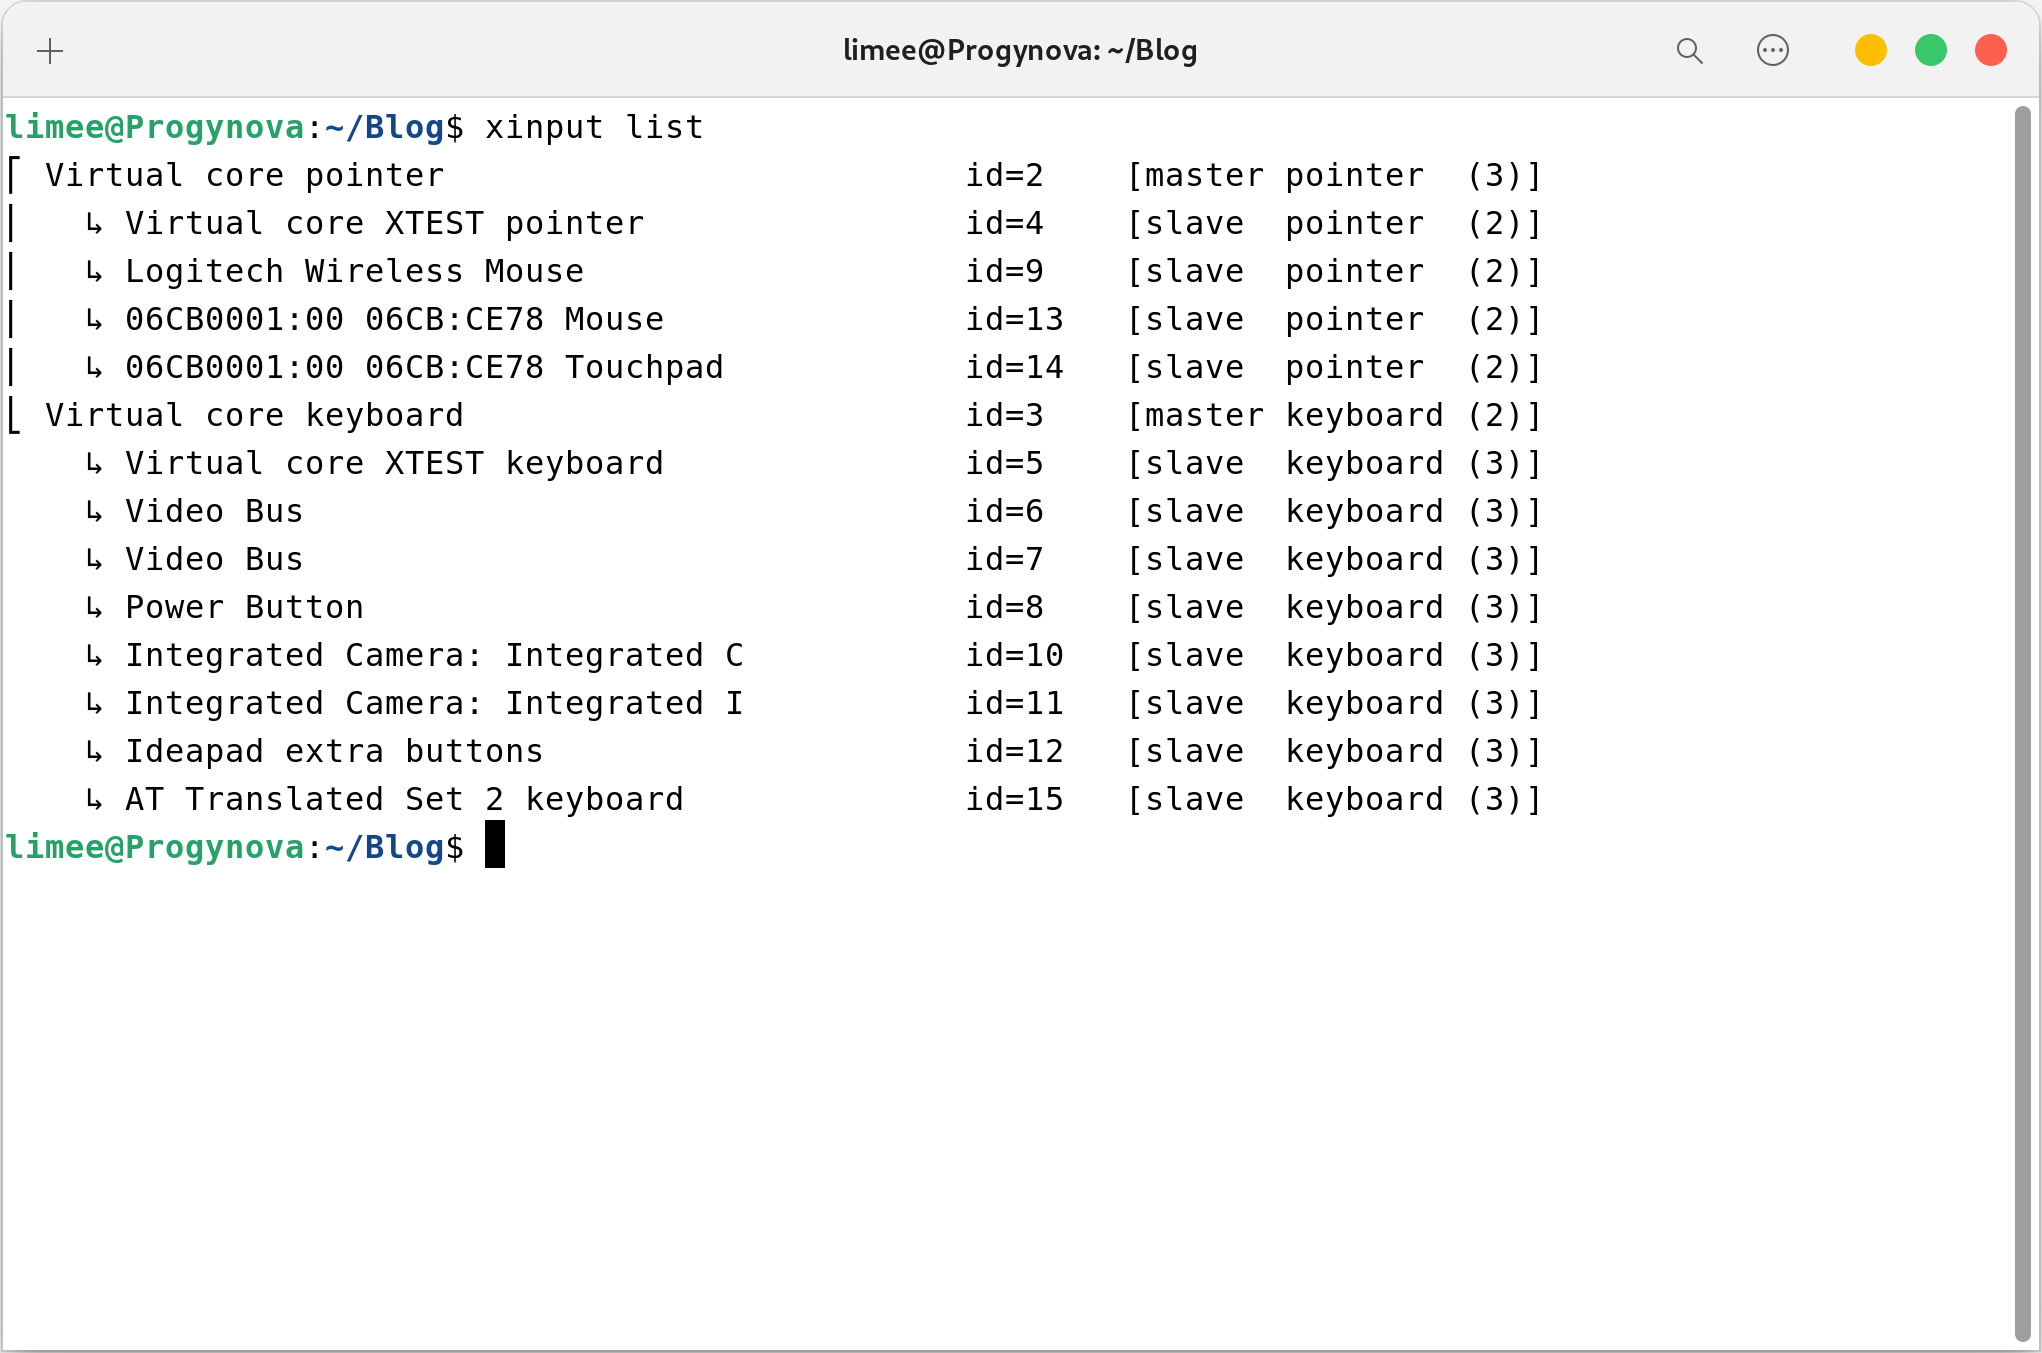 limee@Progynova: ~/Blog
limee@Progynova:~/Blog$ xinput list
⎡ Virtual core pointer                          id=2    [master pointer  (3)]
⎜   ↳ Virtual core XTEST pointer                id=4    [slave  pointer  (2)]
⎜   ↳ Logitech Wireless Mouse                   id=9    [slave  pointer  (2)]
⎜   ↳ 06CB0001:00 06CB:CE78 Mouse               id=13   [slave  pointer  (2)]
⎜   ↳ 06CB0001:00 06CB:CE78 Touchpad            id=14   [slave  pointer  (2)]
⎣ Virtual core keyboard                         id=3    [master keyboard (2)]
    ↳ Virtual core XTEST keyboard               id=5    [slave  keyboard (3)]
    ↳ Video Bus                                 id=6    [slave  keyboard (3)]
    ↳ Video Bus                                 id=7    [slave  keyboard (3)]
    ↳ Power Button                              id=8    [slave  keyboard (3)]
    ↳ Integrated Camera: Integrated C           id=10   [slave  keyboard (3)]
    ↳ Integrated Camera: Integrated I           id=11   [slave  keyboard (3)]
    ↳ Ideapad extra buttons                     id=12   [slave  keyboard (3)]
    ↳ AT Translated Set 2 keyboard              id=15   [slave  keyboard (3)]
limee@Progynova:~/Blog$